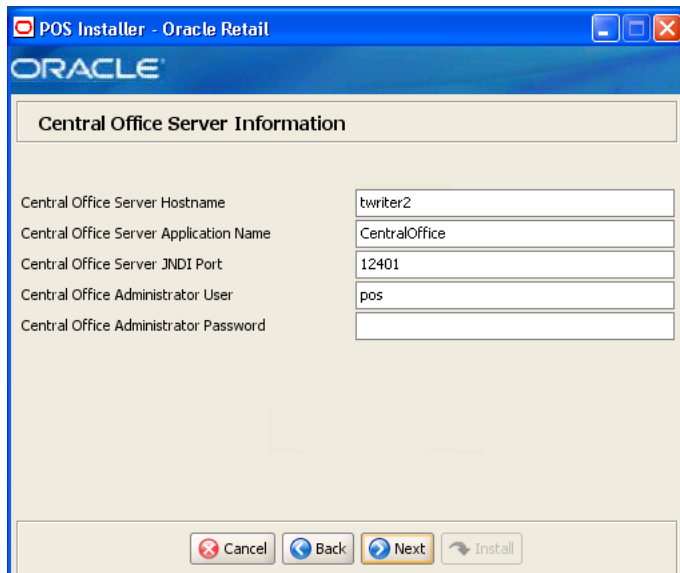 POS Installer - Oracle Retail
ORACLE
Central Office Server Information
Central Office Server Hostname twriter2
Central Office Server Application Name CentralOffice
Central Office Server JNDI Port 12401
Central Office Administrator User pos
Central Office Administrator Password
Cancel Back Next Install